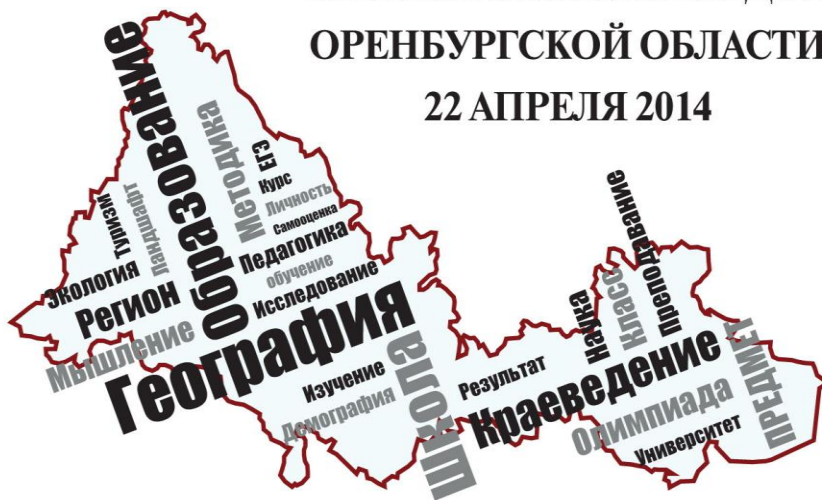 ОРЕНБУРГСКОЙ ОБЛАСТИ
22 АПРЕЛЯ 2014
Образование
Методика
ЕГЭ
Курс
Личность
Самооценка
Туризм
Ландшафт
Педагогика
обучение
Экология
Регион
Исследование
Мышление
География
Изучение
Демография
Школа
Результат
Наука
Класс
Преподавание
Краеведение
Олимпиада
Университет
ПРЕДМЕТ